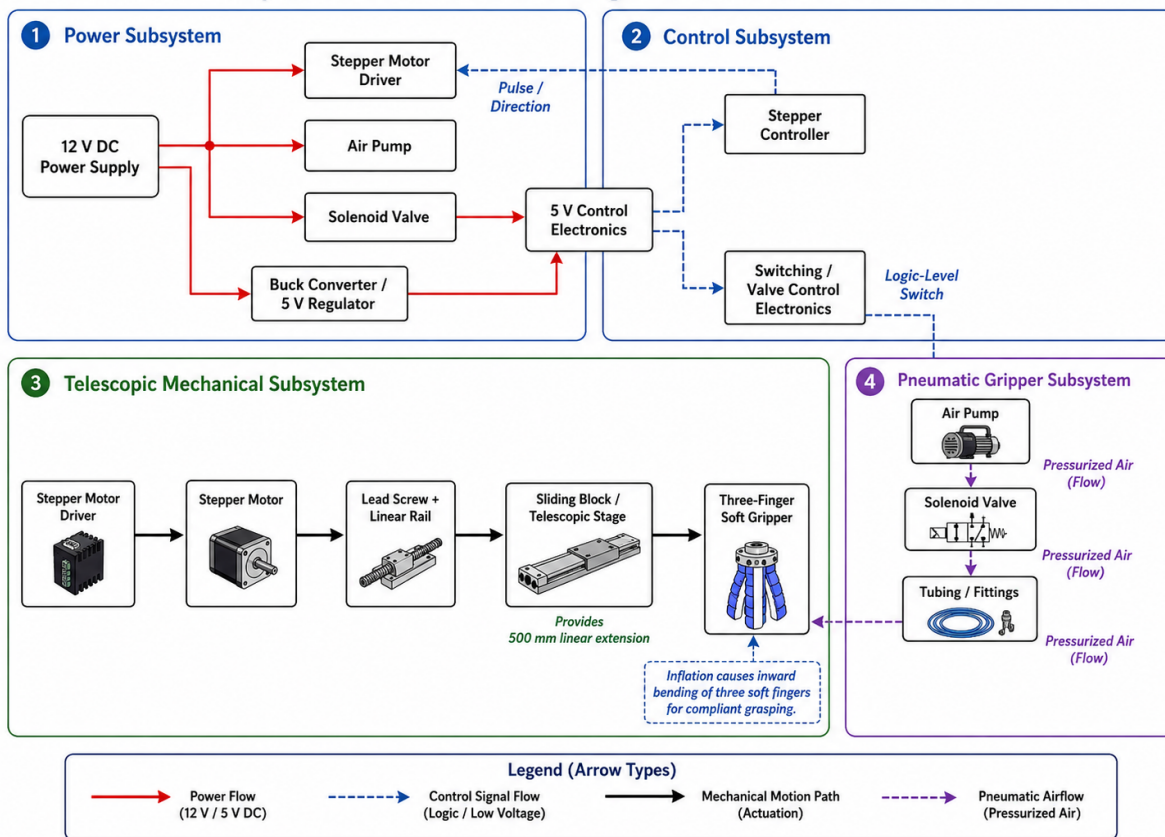 1 Power Subsystem
Stepper Motor
Driver
12 V DC
Power Supply
Air Pump
Solenoid Valve
Buck Converter /
5 V Regulator
5 V Control
Electronics
2 Control Subsystem
Pulse /
Direction
Stepper
Controller
Switching /
Valve Control
Electronics
Logic-Level
Switch
3 Telescopic Mechanical Subsystem
Stepper Motor
Driver
Stepper Motor
Lead Screw +
Linear Rail
Sliding Block /
Telescopic Stage
Provides
500 mm linear extension
Three-Finger
Soft Gripper
Inflation causes inward
bending of three soft fingers
for compliant grasping.
4 Pneumatic Gripper Subsystem
Air Pump
Pressurized Air
(Flow)
Solenoid Valve
Pressurized Air
(Flow)
Tubing / Fittings
Pressurized Air
(Flow)
Legend (Arrow Types)
Power Flow
(12 V / 5 V DC)
Control Signal Flow
(Logic / Low Voltage)
Mechanical Motion Path
(Actuation)
Pneumatic Airflow
(Pressurized Air)